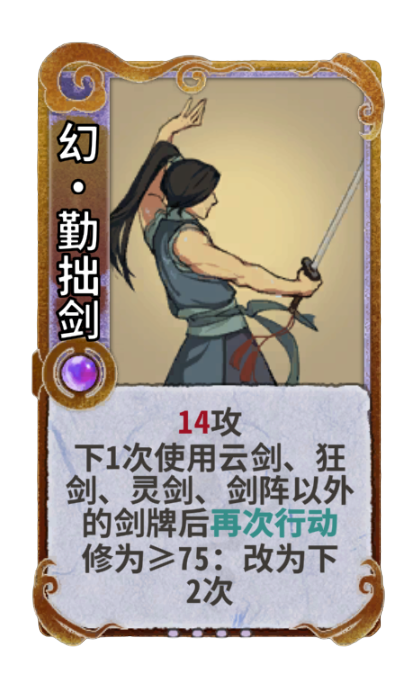 幻·勤拙剑
14攻
下1次使用云剑、狂
剑、灵剑、剑阵以外
的剑牌后再次行动
修为≥75：改为下
2次